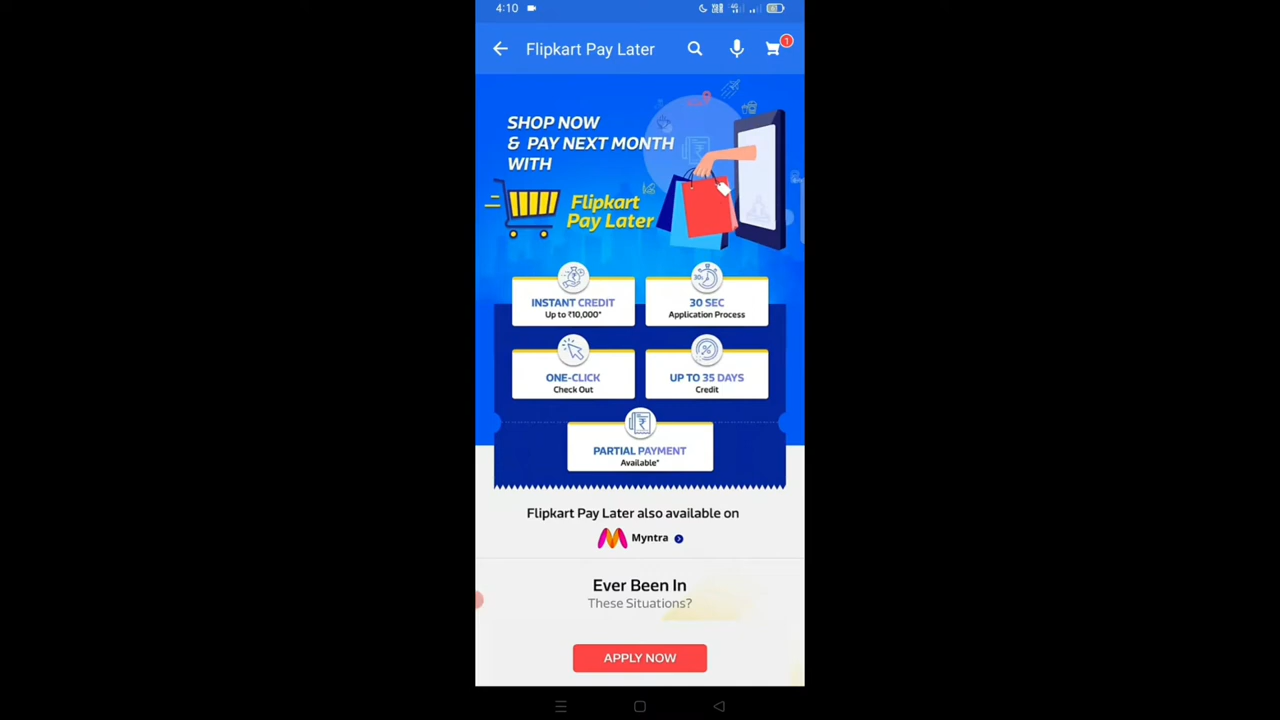 4:10
Flipkart Pay Later
1
SHOP NOW
& PAY NEXT MONTH
WITH
Flipkart
Pay Later
INSTANT CREDIT
Up to ₹10,000*
30 SEC
Application Process
ONE-CLICK
Check Out
UP TO 35 DAYS
Credit
PARTIAL PAYMENT
Available*
Flipkart Pay Later also available on
Myntra
Ever Been In
These Situations?
APPLY NOW